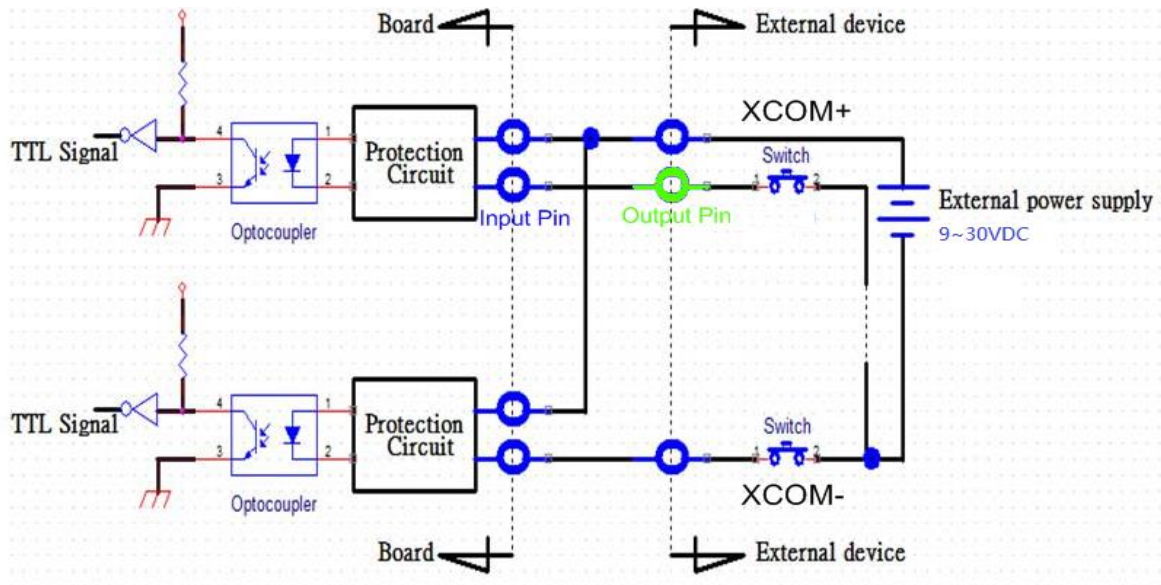 Board
External device
XCOM+
4
1
Protection
Circuit
TTL Signal
Switch
1
2
3
2
External power supply
Input Pin
Output Pin
Optocoupler
9~30VDC
4
1
Protection
Circuit
TTL Signal
Switch
1
2
3
2
XCOM-
Optocoupler
Board
External device